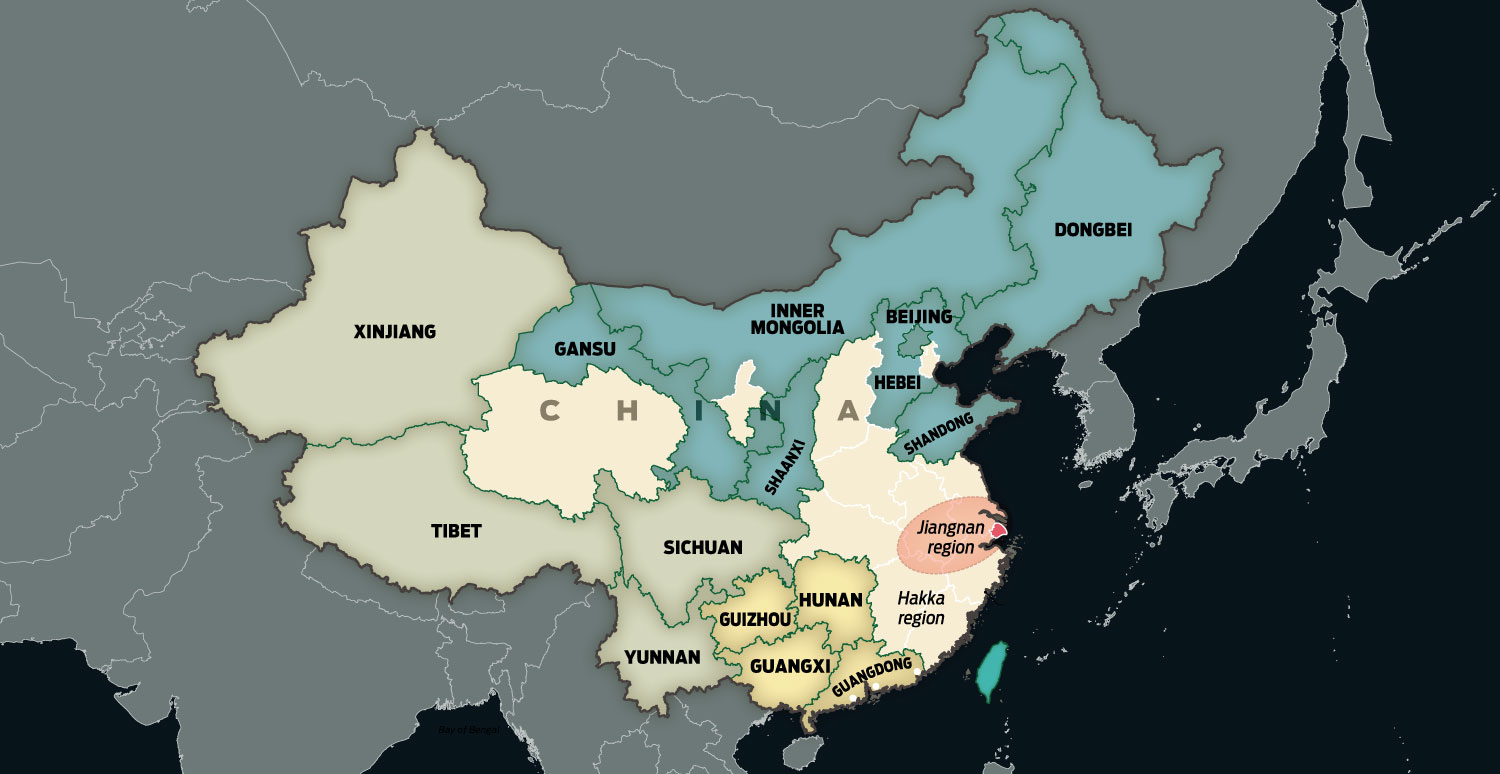 DONGBEI
INNER
MONGOLIA
BEIJING
XINJIANG
GANSU
HEBEI
CHINA
SHANDONG
SHAANXI
TIBET
Jiangnan
region
SICHUAN
HUNAN
Hakka
region
GUIZHOU
YUNNAN
GUANGXI
GUANGDONG
Bay of Bengal